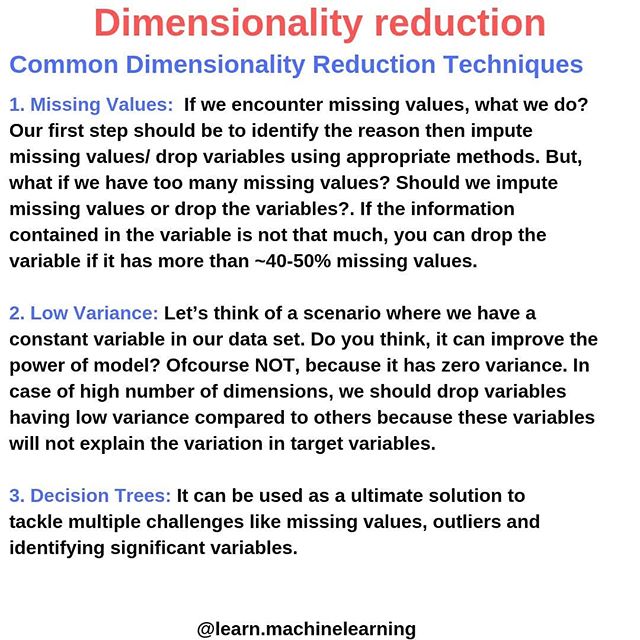 Dimensionality reduction
Common Dimensionality Reduction Techniques
1. Missing Values:  If we encounter missing values, what we do?
Our first step should be to identify the reason then impute
missing values/ drop variables using appropriate methods. But,
what if we have too many missing values? Should we impute
missing values or drop the variables?. If the information
contained in the variable is not that much, you can drop the
variable if it has more than ~40-50% missing values.
2. Low Variance: Let’s think of a scenario where we have a
constant variable in our data set. Do you think, it can improve the
power of model? Ofcourse NOT, because it has zero variance. In
case of high number of dimensions, we should drop variables
having low variance compared to others because these variables
will not explain the variation in target variables.
3. Decision Trees: It can be used as a ultimate solution to
tackle multiple challenges like missing values, outliers and
identifying significant variables.
@learn.machinelearning